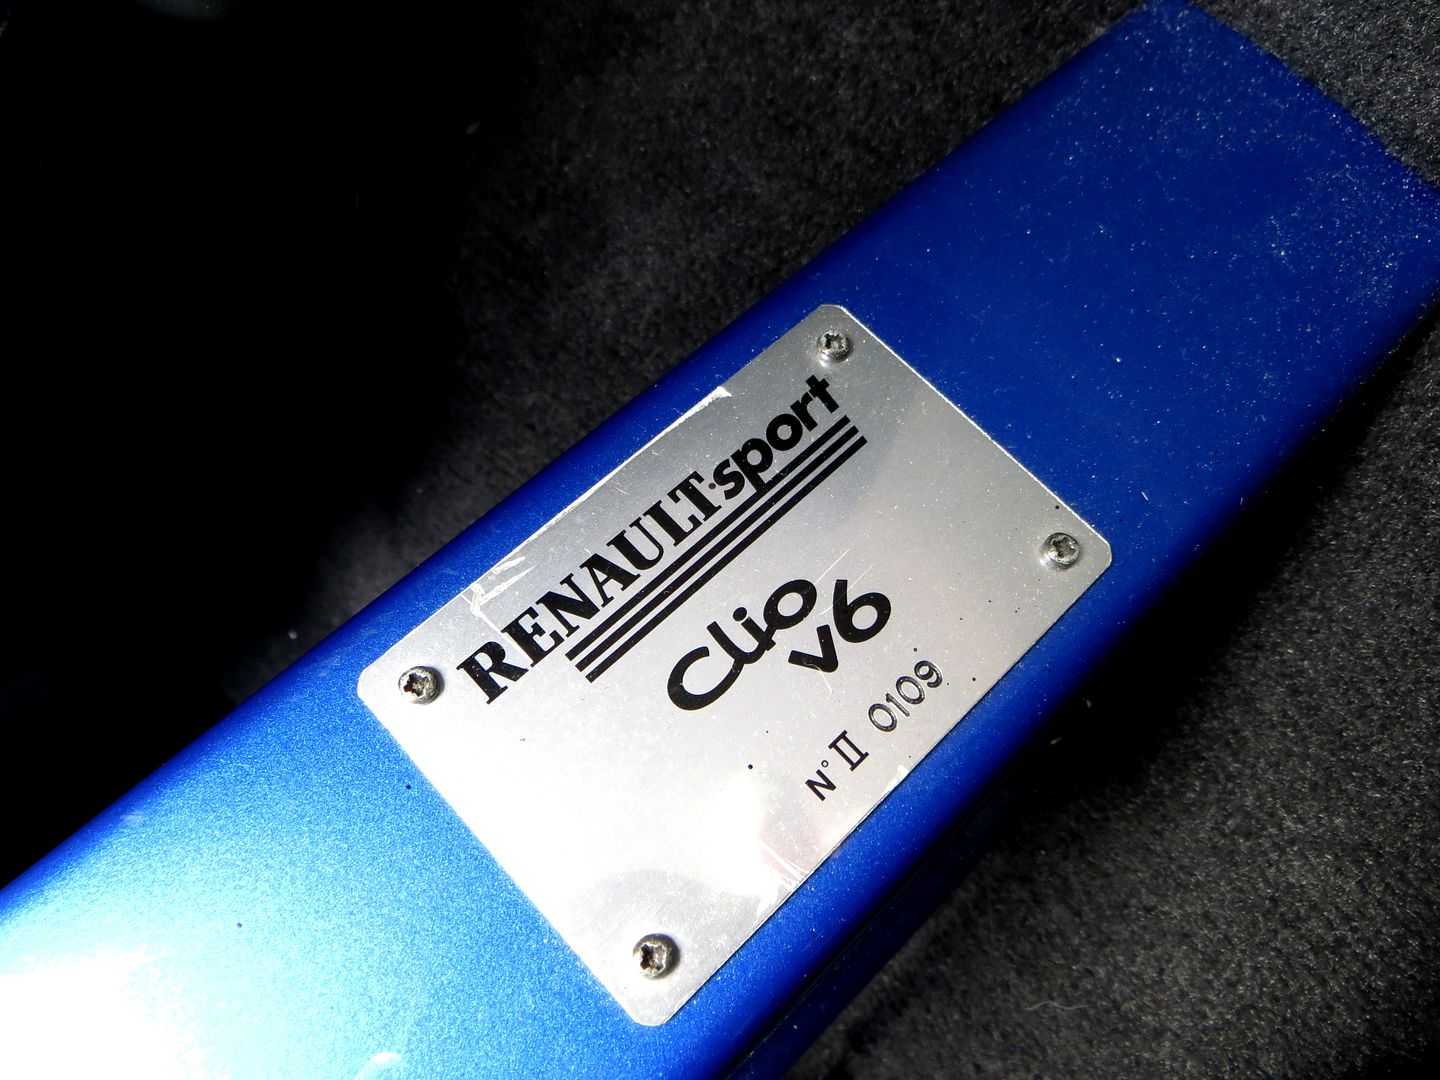 RENAULT·sport
Clio
v6
N° II 0109